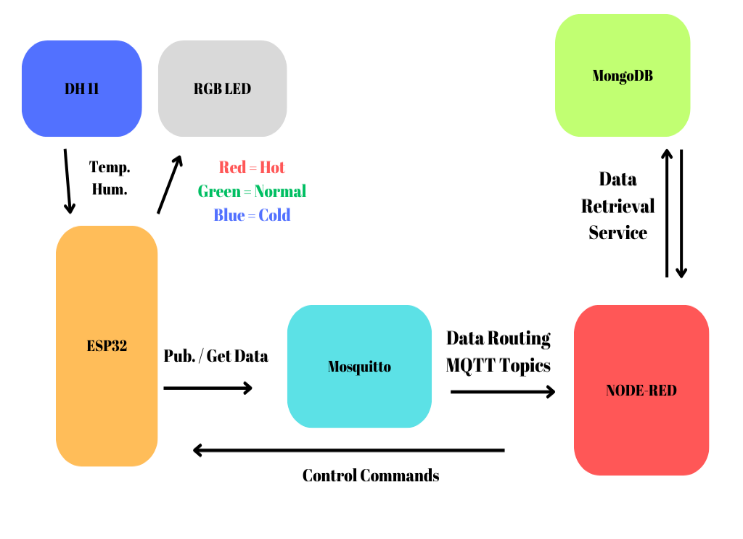 DH 11
RGB LED
MongoDB
Temp.
Hum.
Red = Hot
Green = Normal
Blue = Cold
Data
Retrieval
Service
ESP32
Pub. / Get Data
Mosquitto
Data Routing
MQTT Topics
NODE-RED
Control Commands